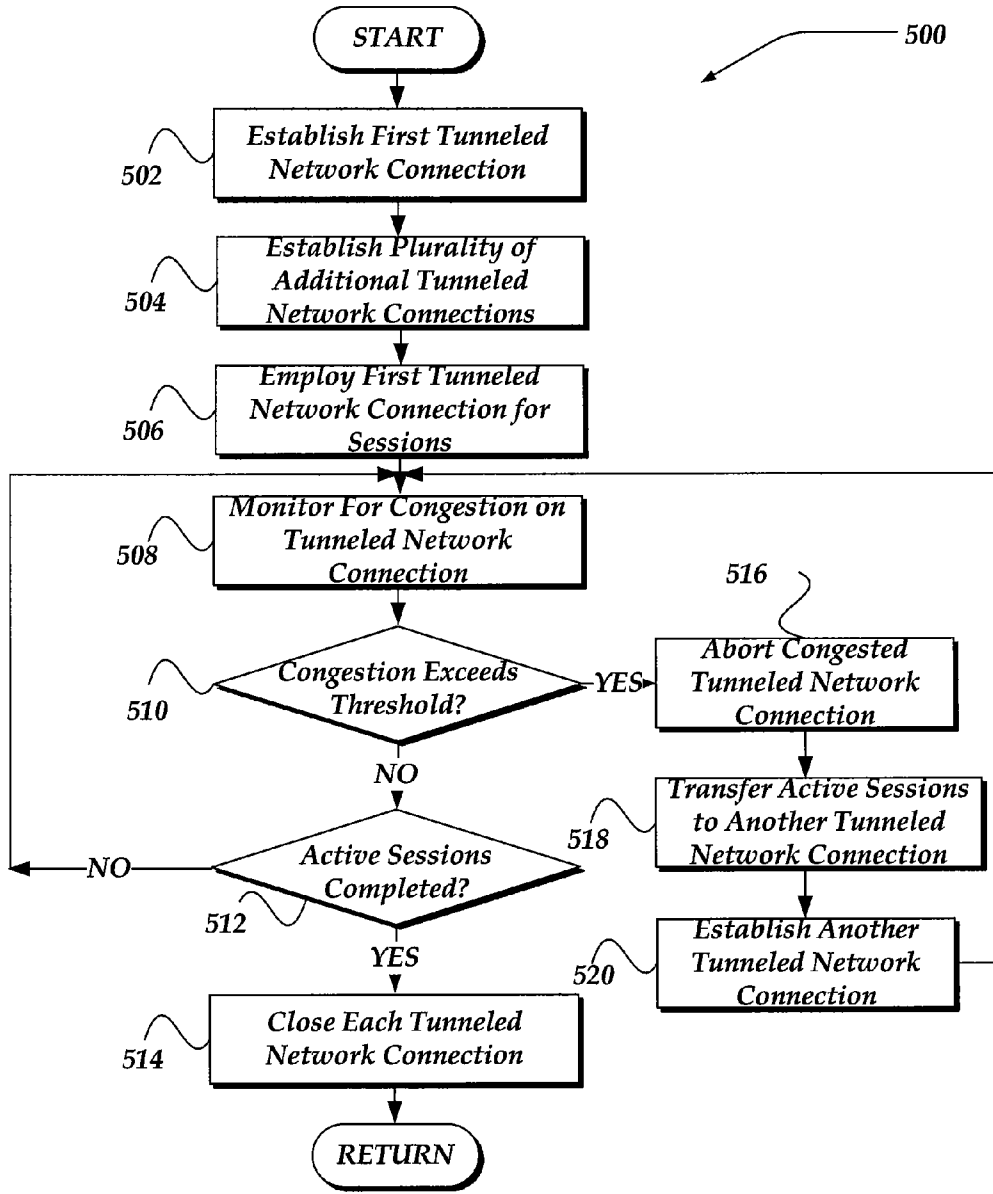 START
500
Establish First Tunneled
Network Connection
502
Establish Plurality of
Additional Tunneled
Network Connections
504
Employ First Tunneled
Network Connection for
Sessions
506
Monitor For Congestion on
Tunneled Network
Connection
508
516
Congestion Exceeds
Threshold?
510
YES
Abort Congested
Tunneled Network
Connection
NO
Transfer Active Sessions
to Another Tunneled
Network Connection
518
Active Sessions
Completed?
NO
512
YES
Establish Another
Tunneled Network
Connection
520
Close Each Tunneled
Network Connection
514
RETURN